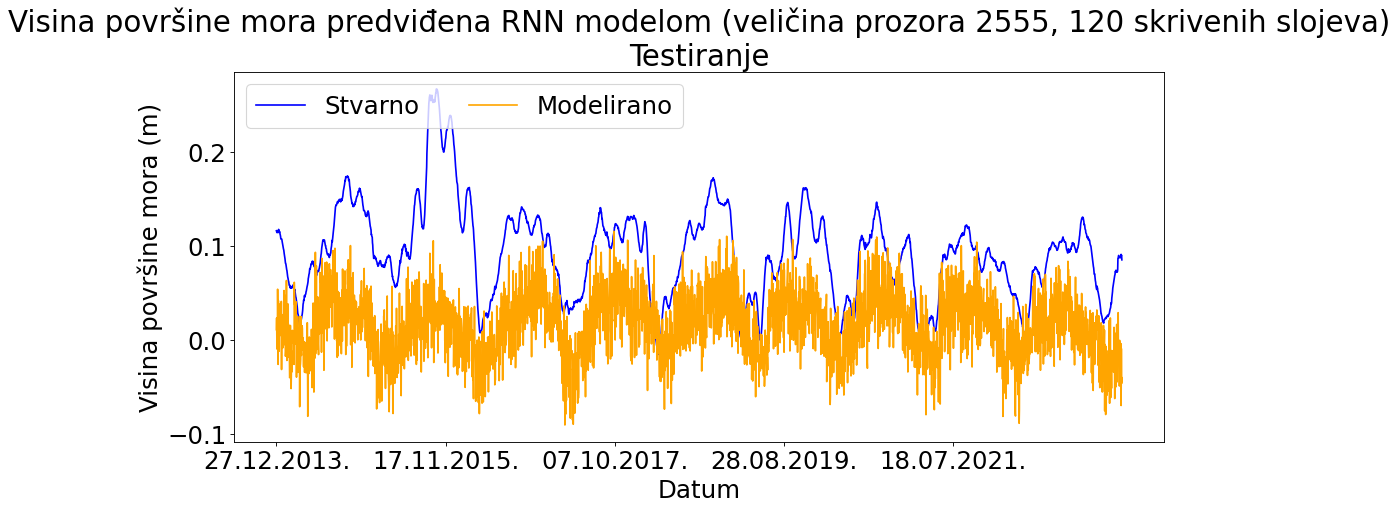 Visina površine mora predviđena RNN modelom (veličina prozora 2555, 120 skrivenih slojeva)
Testiranje
Stvarno
Modelirano
Visina površine mora (m)
0.2
0.1
0.0
−0.1
27.12.2013.
17.11.2015.
07.10.2017.
28.08.2019.
18.07.2021.
Datum